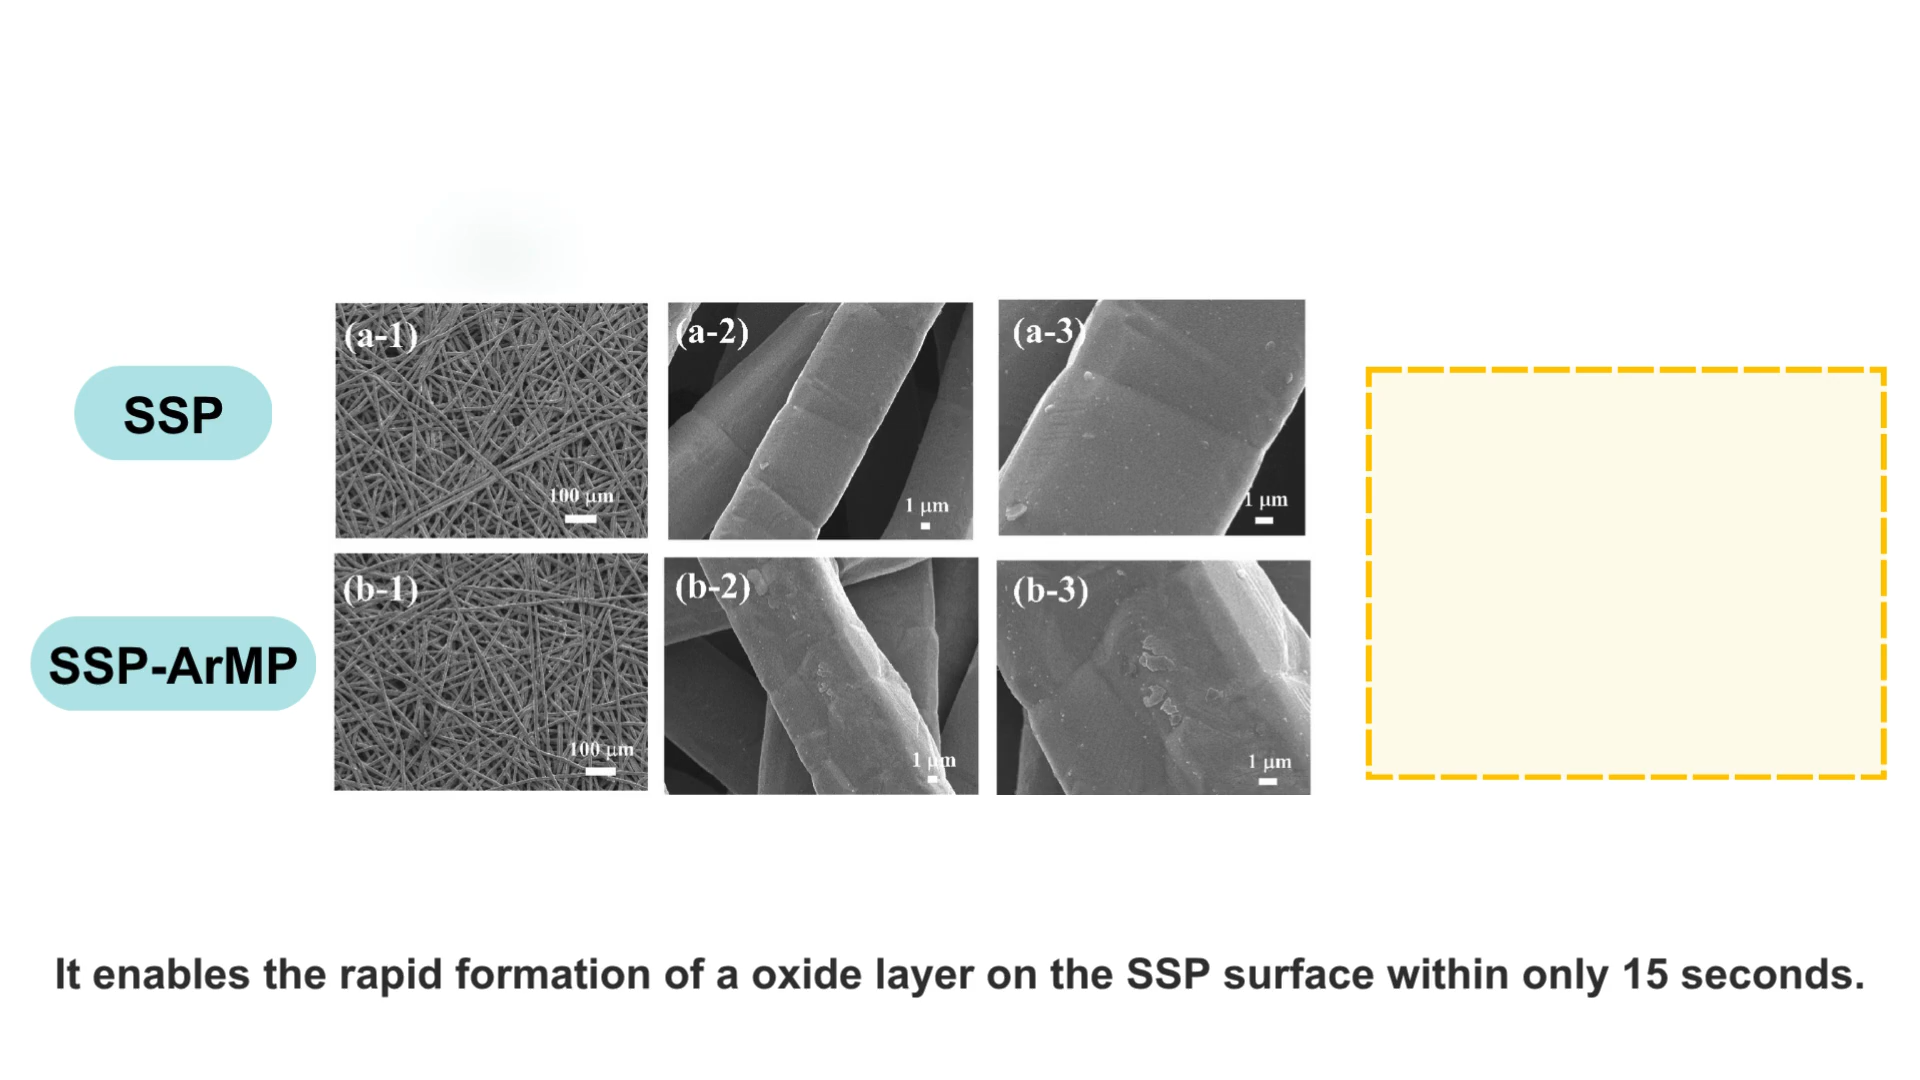 SSP
(a-1)
100 μm
(a-2)
1 μm
(a-3)
1 μm
SSP-ArMP
(b-1)
100 μm
(b-2)
1 μm
(b-3)
1 μm
It enables the rapid formation of a oxide layer on the SSP surface within only 15 seconds.